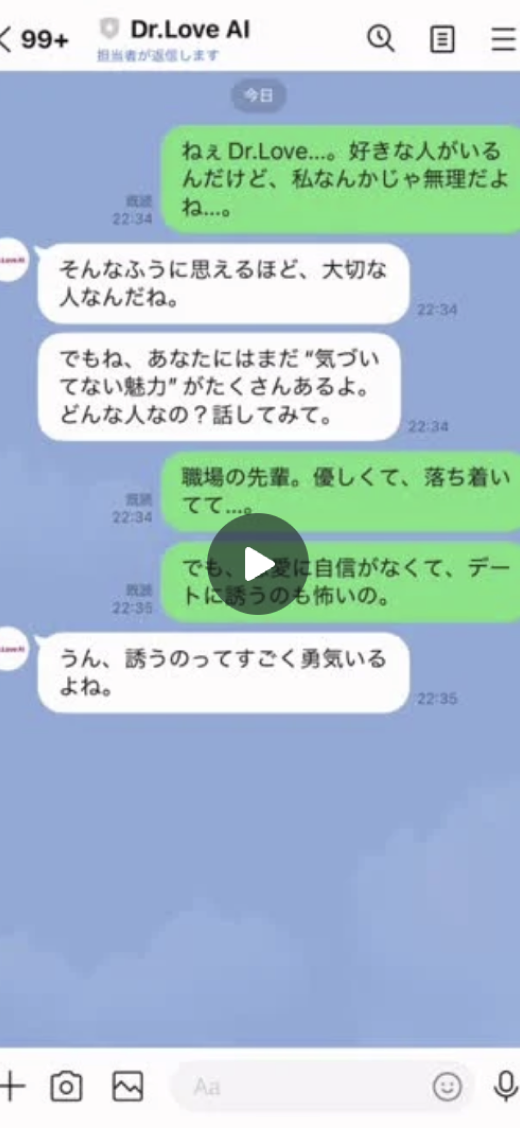 99+
Dr.Love AI
担当者が返信します
今日
ねぇ Dr.Love...。好きな人がいる
んだけど、私なんかじゃ無理だよ
ね...。
既読
22:34
そんなふうに思えるほど、大切な
人なんだね。
22:34
でもね、あなたにはまだ "気づい
てない魅力" がたくさんあるよ。
どんな人なの？話してみて。
22:34
職場の先輩。優しくて、落ち着い
てて...。
既読
22:34
でも、愛に自信がなくて、デー
トに誘うのも怖いの。
既読
22:35
うん、誘うのってすごく勇気いる
よね。
22:35
Aa